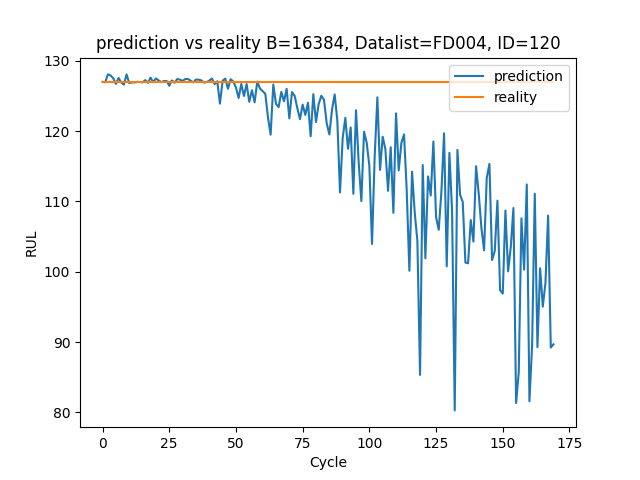 prediction vs reality B=16384, Datalist=FD004, ID=120
prediction
reality
RUL
130
120
110
100
90
80
0 25 50 75 100 125 150 175
Cycle